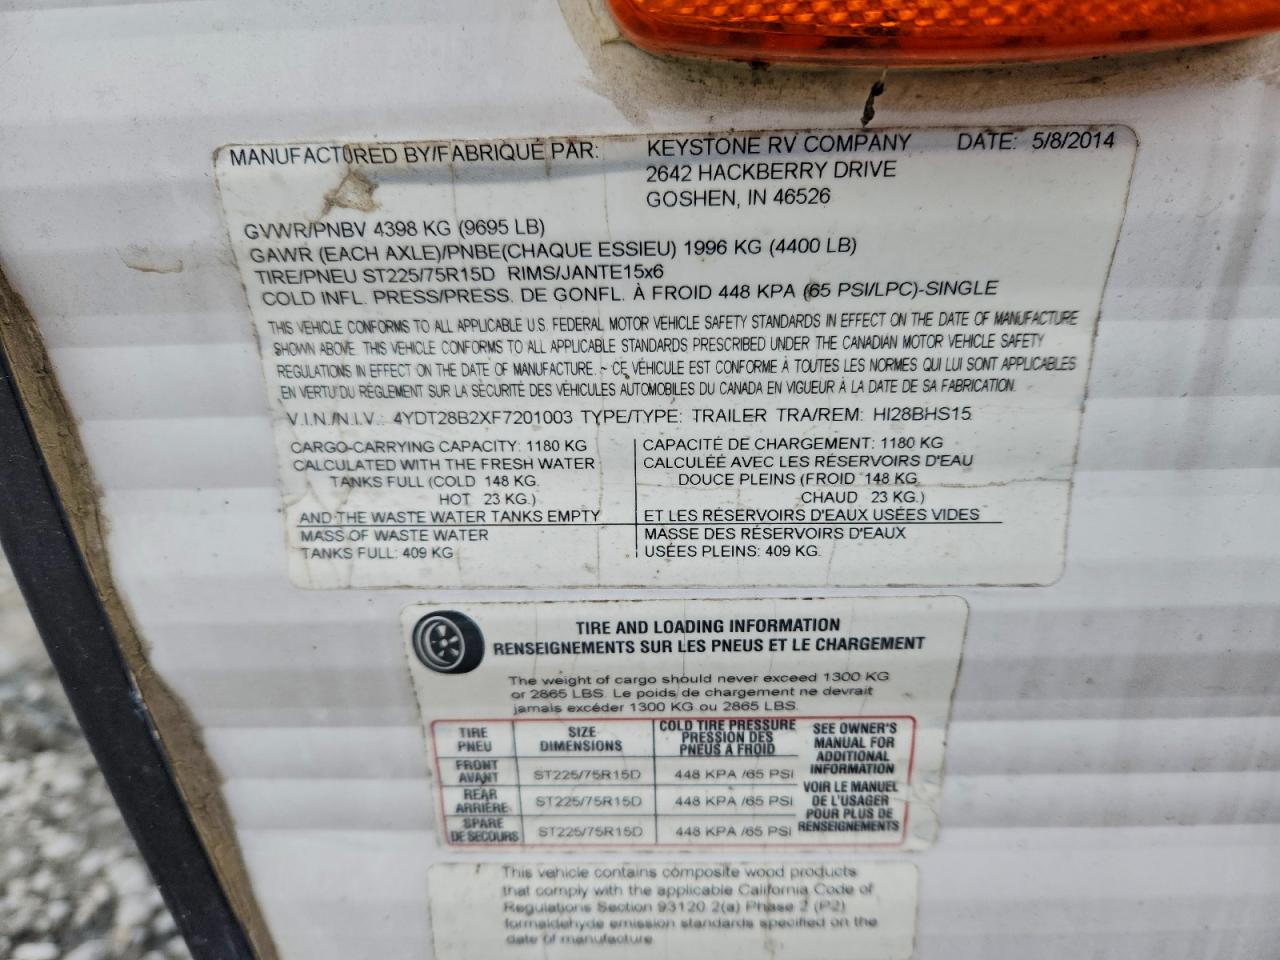 MANUFACTURED BY/FABRIQUÉ PAR: KEYSTONE RV COMPANY DATE: 5/8/2014
2642 HACKBERRY DRIVE
GOSHEN, IN 46526
GVWR/PNBV 4398 KG (9695 LB)
GAWR (EACH AXLE)/PNBE(CHAQUE ESSIEU) 1996 KG (4400 LB)
TIRE/PNEU ST225/75R15D RIMS/JANTE15x6
COLD INFL. PRESS/PRESS. DE GONFL. À FROID 448 KPA (65 PSI/LPC)-SINGLE
THIS VEHICLE CONFORMS TO ALL APPLICABLE U.S. FEDERAL MOTOR VEHICLE SAFETY STANDARDS IN EFFECT ON THE DATE OF MANUFACTURE
SHOWN ABOVE. THIS VEHICLE CONFORMS TO ALL APPLICABLE STANDARDS PRESCRIBED UNDER THE CANADIAN MOTOR VEHICLE SAFETY
REGULATIONS IN EFFECT ON THE DATE OF MANUFACTURE. ~ CE VÉHICULE EST CONFORME À TOUTES LES NORMES QUI LUI SONT APPLICABLES
EN VERTU DU RÉGLEMENT SUR LA SÉCURITÉ DES VÉHICULES AUTOMOBILES DU CANADA EN VIGUEUR À LA DATE DE SA FABRICATION.
V.I.N./N.I.V.: 4YDT28B2XF7201003 TYPE/TYPE: TRAILER TRA/REM: HI28BHS15
CARGO-CARRYING CAPACITY: 1180 KG
CALCULATED WITH THE FRESH WATER
TANKS FULL (COLD 148 KG.
HOT 23 KG.)
AND THE WASTE WATER TANKS EMPTY
MASS OF WASTE WATER
TANKS FULL: 409 KG
CAPACITÉ DE CHARGEMENT: 1180 KG
CALCULÉE AVEC LES RÉSERVOIRS D'EAU
DOUCE PLEINS (FROID 148 KG.
CHAUD 23 KG.)
ET LES RÉSERVOIRS D'EAUX USÉES VIDES
MASSE DES RÉSERVOIRS D'EAUX
USÉES PLEINS: 409 KG.
TIRE AND LOADING INFORMATION
RENSEIGNEMENTS SUR LES PNEUS ET LE CHARGEMENT
The weight of cargo should never exceed 1300 KG
or 2865 LBS. Le poids de chargement ne devrait
jamais excéder 1300 KG ou 2865 LBS.
TIRE
PNEU
SIZE
DIMENSIONS
COLD TIRE PRESSURE
PRESSION DES
PNEUS A FROID
FRONT
AVANT
ST225/75R15D
448 KPA /65 PSI
REAR
ARRIÈRE
ST225/75R15D
448 KPA /65 PSI
SPARE
DE SECOURS
ST225/75R15D
448 KPA /65 PSI
SEE OWNER'S
MANUAL FOR
ADDITIONAL
INFORMATION
VOIR LE MANUEL
DE L'USAGER
POUR PLUS DE
RENSEIGNEMENTS
This vehicle contains composite wood products
that comply with the applicable California Code of
Regulations Section 93120.2(a) Phase 2 (P2)
formaldehyde emission standards specified on the
date of manufacture.